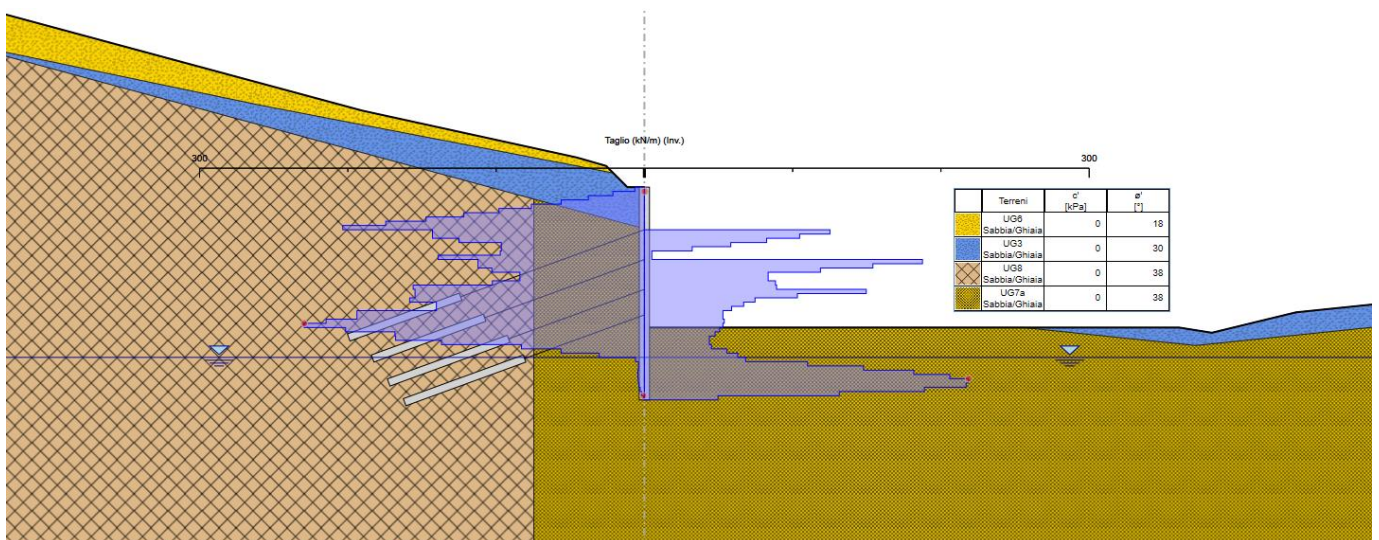 Taglio (kN/m) (Inv.)
300
300
Terreni
c'
[kPa]
ø'
[°]
UG6
Sabbia/Ghiaia
0
18
UG3
Sabbia/Ghiaia
0
30
UG8
Sabbia/Ghiaia
0
38
UG7a
Sabbia/Ghiaia
0
38